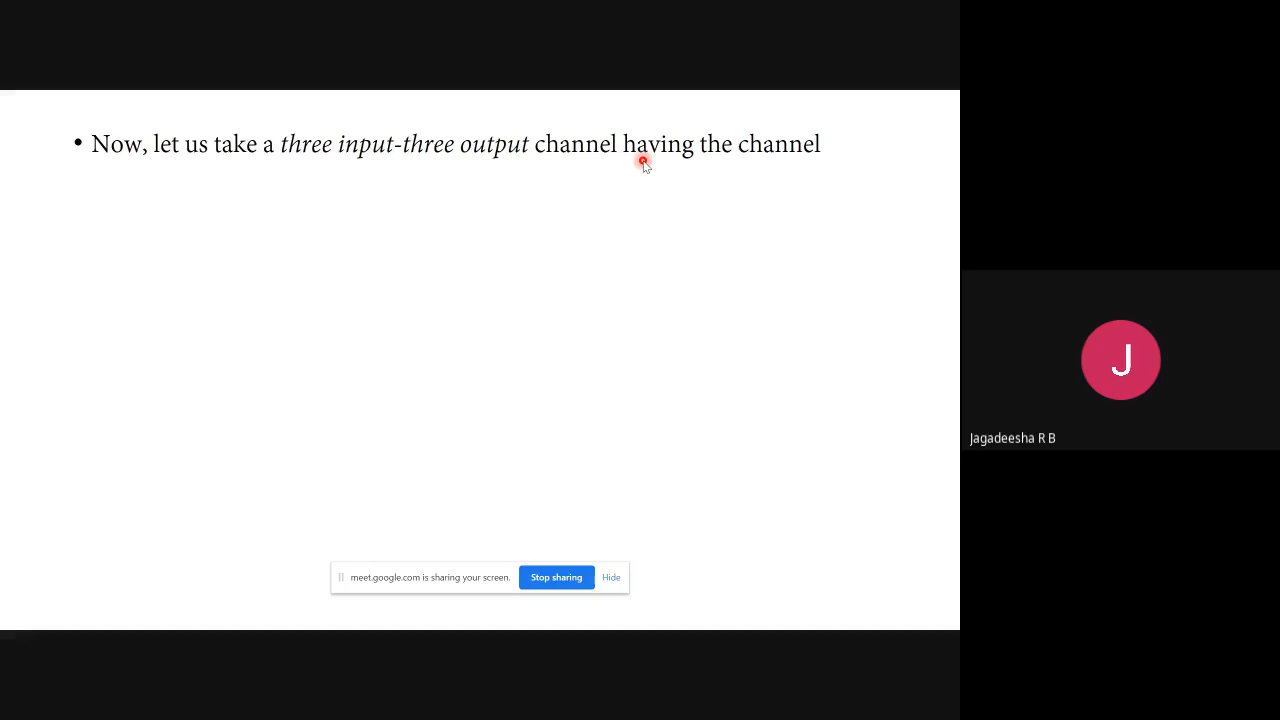 • Now, let us take a three input-three output channel having the channel
J
Jagadeesha R B
meet.google.com is sharing your screen. Stop sharing Hide